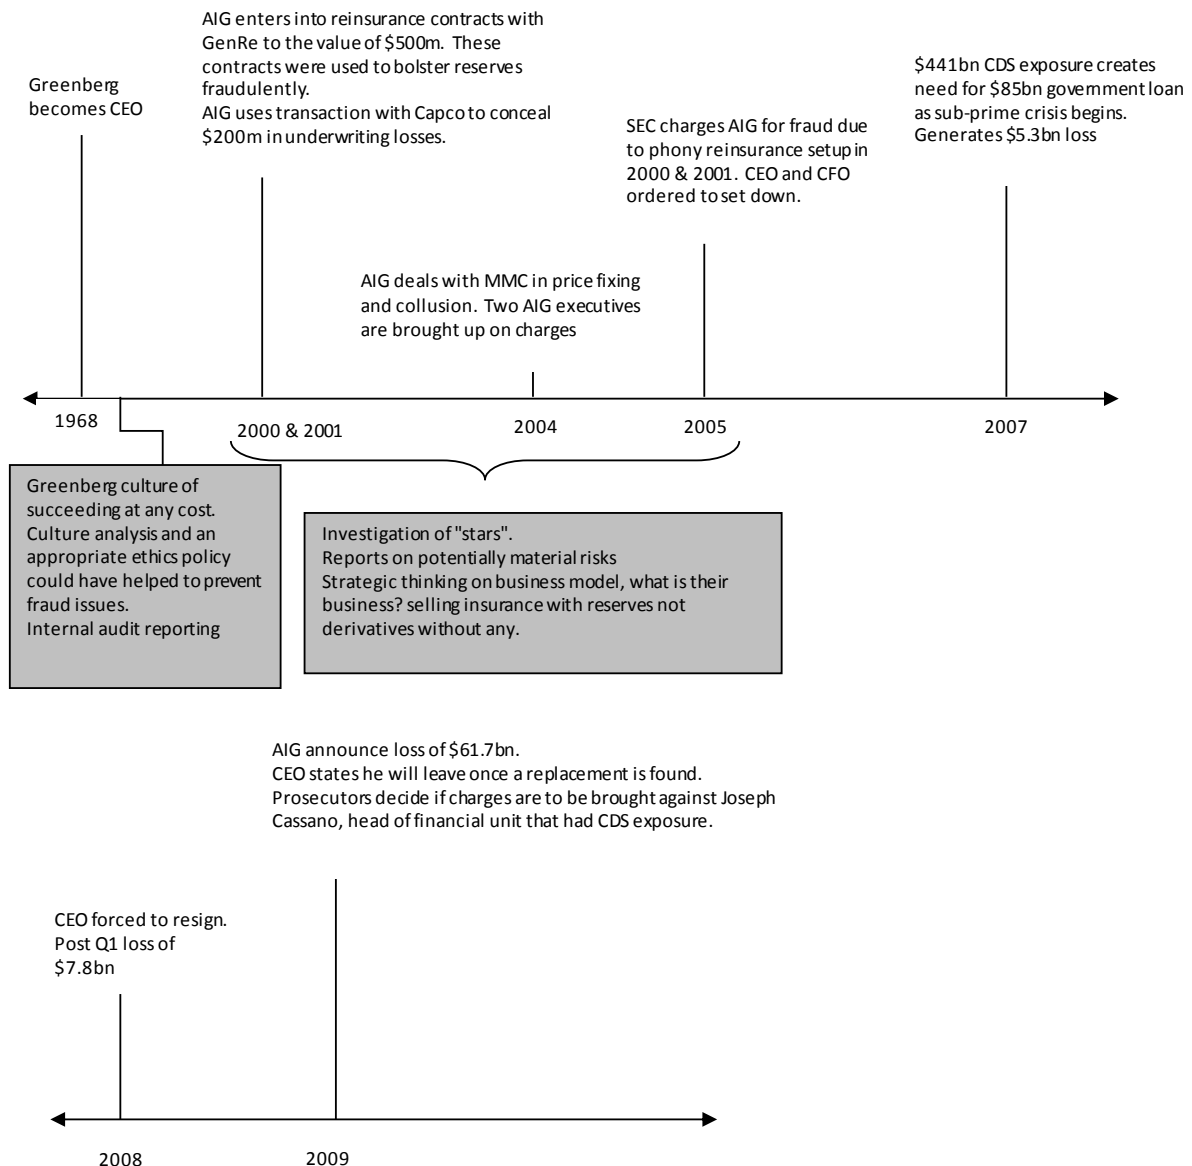 Greenberg
becomes CEO
AIG enters into reinsurance contracts with
GenRe to the value of $500m. These
contracts were used to bolster reserves
fraudulently.
AIG uses transaction with Capco to conceal
$200m in underwriting losses.
AIG deals with MMC in price fixing
and collusion. Two AIG executives
are brought up on charges
SEC charges AIG for fraud due
to phony reinsurance setup in
2000 & 2001. CEO and CFO
ordered to set down.
$441bn CDS exposure creates
need for $85bn government loan
as sub-prime crisis begins.
Generates $5.3bn loss
1968
2000 & 2001
2004
2005
2007
Greenberg culture of
succeeding at any cost.
Culture analysis and an
appropriate ethics policy
could have helped to prevent
fraud issues.
Internal audit reporting
Investigation of "stars".
Reports on potentially material risks
Strategic thinking on business model, what is their
business? selling insurance with reserves not
derivatives without any.
CEO forced to resign.
Post Q1 loss of
$7.8bn
AIG announce loss of $61.7bn.
CEO states he will leave once a replacement is found.
Prosecutors decide if charges are to be brought against Joseph
Cassano, head of financial unit that had CDS exposure.
2008
2009